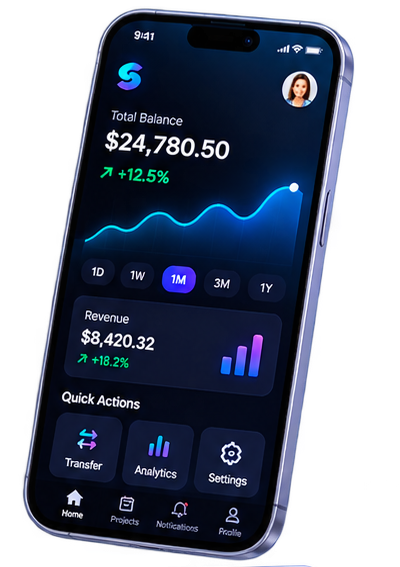 9:41
Total Balance
$24,780.50
+12.5%
1D 1W 1M 3M 1Y
Revenue
$8,420.32
+18.2%
Quick Actions
Transfer Analytics Settings
Home Projects Notifications Profile